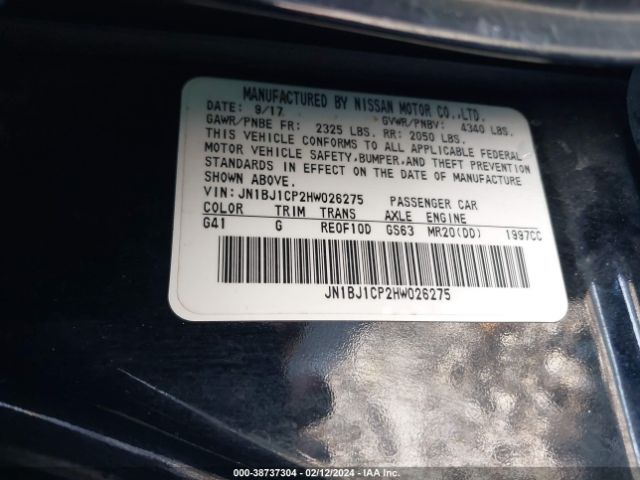 MANUFACTURED BY NISSAN MOTOR CO.,LTD.
DATE: 9/17 GVWR/PNBV: 4340 LBS.
GAWR/PNBE FR: 2325 LBS. RR: 2050 LBS.
THIS VEHICLE CONFORMS TO ALL APPLICABLE FEDERAL
MOTOR VEHICLE SAFETY,BUMPER,AND THEFT PREVENTION
STANDARDS IN EFFECT ON THE DATE OF MANUFACTURE
SHOWN ABOVE.
VIN: JN1BJ1CP2HW026275 PASSENGER CAR
COLOR TRIM TRANS AXLE ENGINE
G41 G RE0F10D GS63 MR20(DD) 1997CC
JN1BJ1CP2HW026275
000-38737304 - 02/12/2024 - IAA Inc.